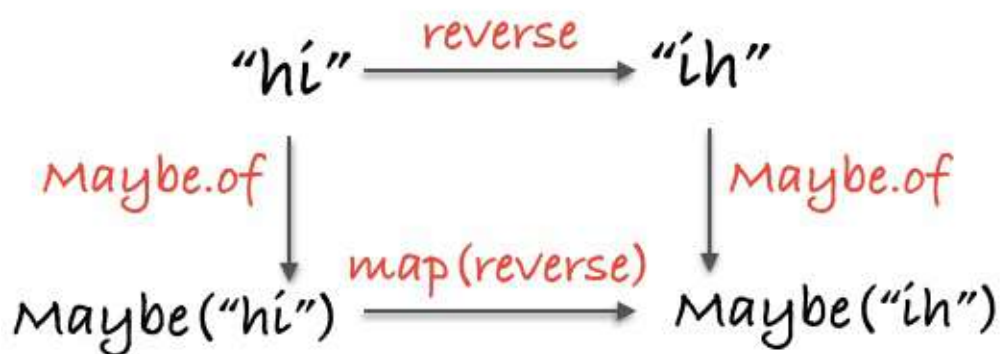 reverse
“hi” “ih”
Maybe.of Maybe.of
map(reverse)
Maybe(“hi”) Maybe(“ih”)